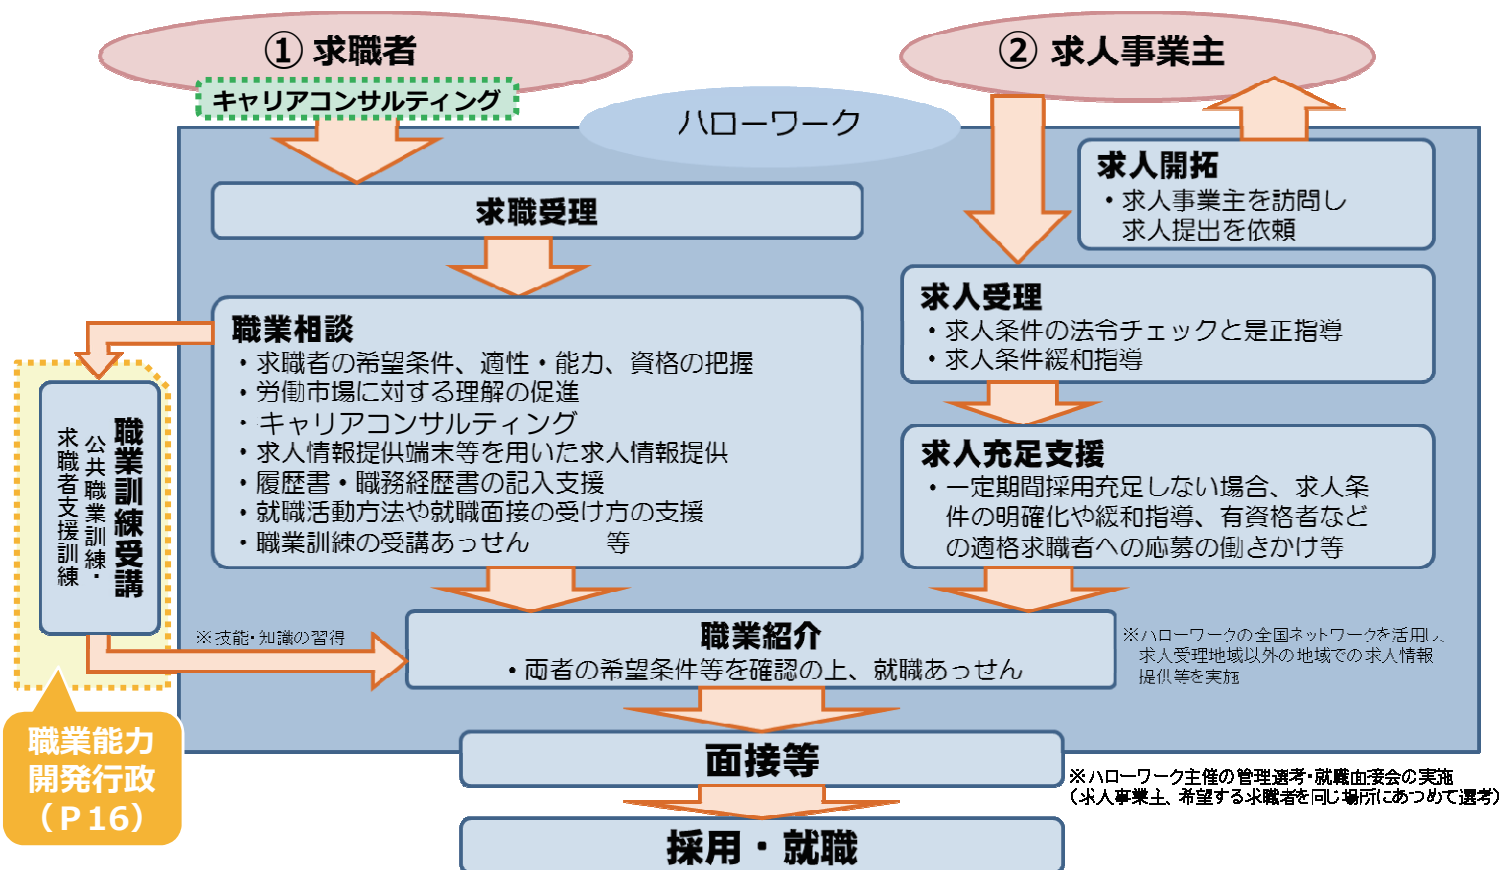 ① 求職者
キャリアコンサルティング
② 求人事業主
ハローワーク
求職受理
職業相談
・求職者の希望条件、適性・能力、資格の把握
・労働市場に対する理解の促進
・キャリアコンサルティング
・求人情報提供端末等を用いた求人情報提供
・履歴書・職務経歴書の記入支援
・就職活動方法や就職面接の受け方の支援
・職業訓練の受講あっせん　　　等
求人開拓
・求人事業主を訪問し
求人提出を依頼
求人受理
・求人条件の法令チェックと是正指導
・求人条件緩和指導
求人充足支援
・一定期間採用充足しない場合、求人条
件の明確化や緩和指導、有資格者など
の適格求職者への応募の働きかけ等
職業訓練受講
公共職業訓練・
求職者支援訓練
※技能・知識の習得
職業紹介
・両者の希望条件等を確認の上、就職あっせん
※ハローワークの全国ネットワークを活用し、
求人受理地域以外の地域での求人情報
提供等を実施
職業能力
開発行政
（Ｐ16）
面接等
※ハローワーク主催の管理選考・就職面接会の実施
（求人事業主、希望する求職者を同じ場所にあつめて選考）
採用・就職